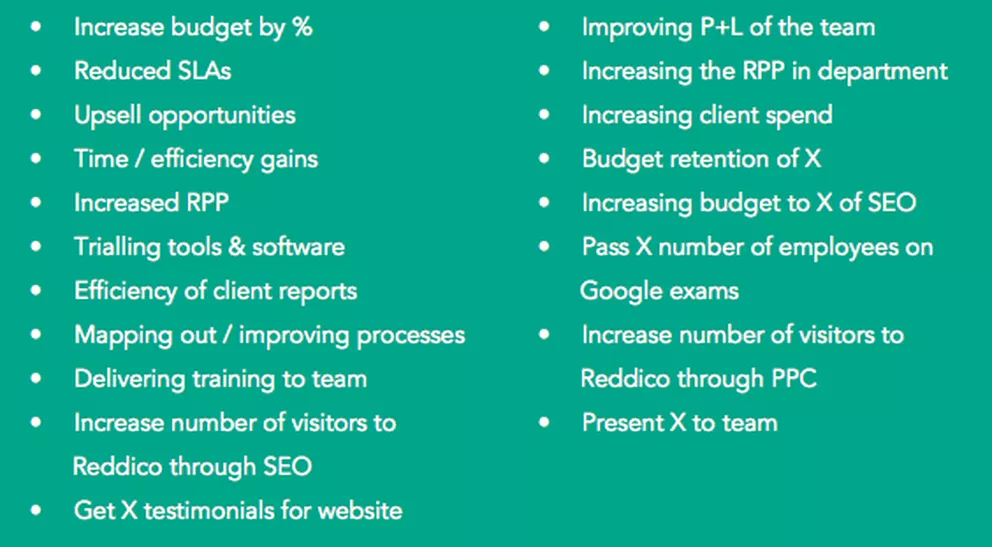 • Increase budget by %
• Reduced SLAs
• Upsell opportunities
• Time / efficiency gains
• Increased RPP
• Trialling tools & software
• Efficiency of client reports
• Mapping out / improving processes
• Delivering training to team
• Increase number of visitors to
Reddico through SEO
• Get X testimonials for website
• Improving P+L of the team
• Increasing the RPP in department
• Increasing client spend
• Budget retention of X
• Increasing budget to X of SEO
• Pass X number of employees on
Google exams
• Increase number of visitors to
Reddico through PPC
• Present X to team